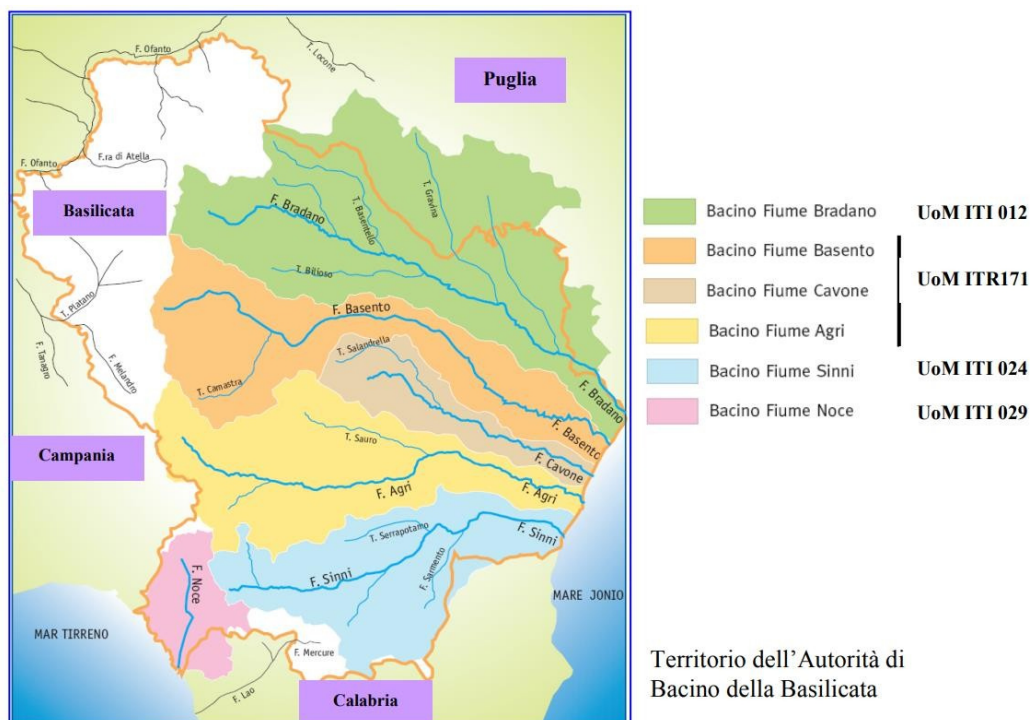 F. Ofanto
T. Locone
Puglia
F. Ofanto
F.ra di Atella
Basilicata
F. Bradano
T. Basentello
T. Gravina
T. Bilioso
F. Basento
T. Platano
F. Tanagro
F. Melandro
T. Camastra
T. Salandrella
F. Bradano
F. Basento
F. Cavone
Campania
T. Sauro
F. Agri
F. Agri
F. Sinni
T. Serrapotamo
F. Sinni
F. Sarmento
F. Noce
MARE JONIO
MAR TIRRENO
F. Mercure
F. Lao
Calabria
Bacino Fiume Bradano UoM ITI 012
Bacino Fiume Basento
Bacino Fiume Cavone UoM ITR171
Bacino Fiume Agri
Bacino Fiume Sinni UoM ITI 024
Bacino Fiume Noce UoM ITI 029
Territorio dell'Autorità di
Bacino della Basilicata